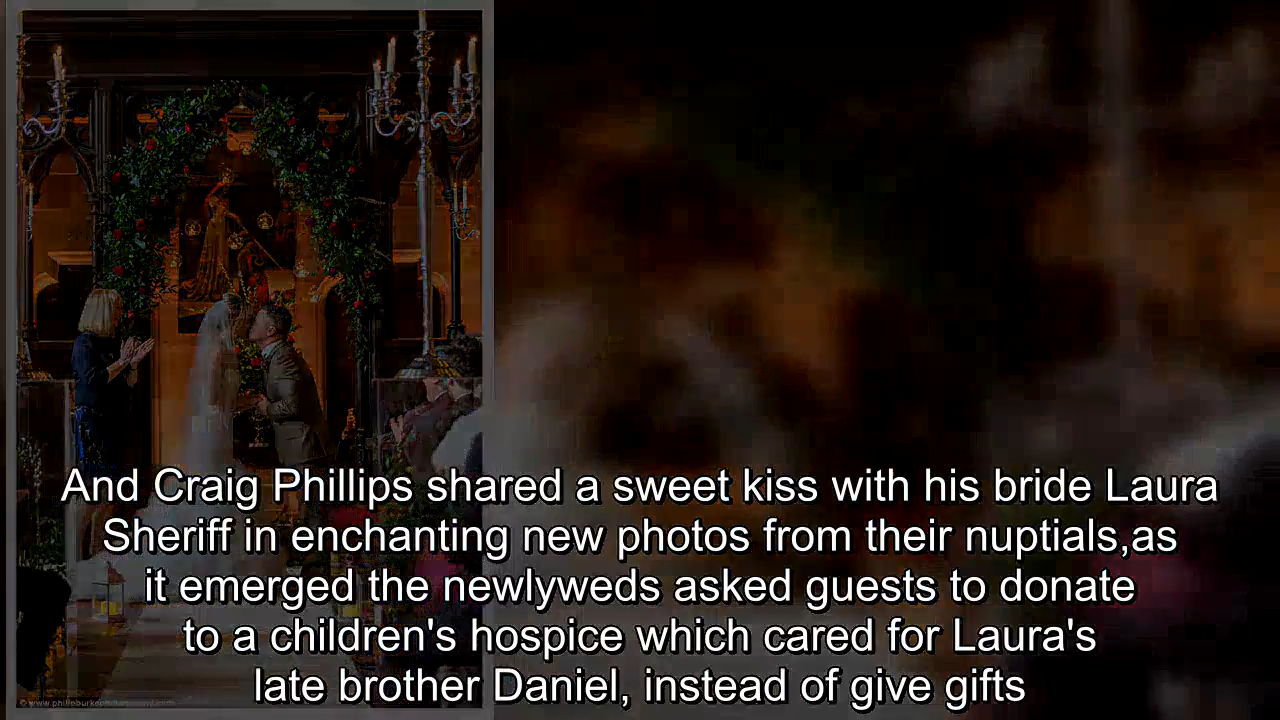 And Craig Phillips shared a sweet kiss with his bride Laura
Sheriff in enchanting new photos from their nuptials,as
it emerged the newlyweds asked guests to donate
to a children's hospice which cared for Laura's
late brother Daniel, instead of give gifts